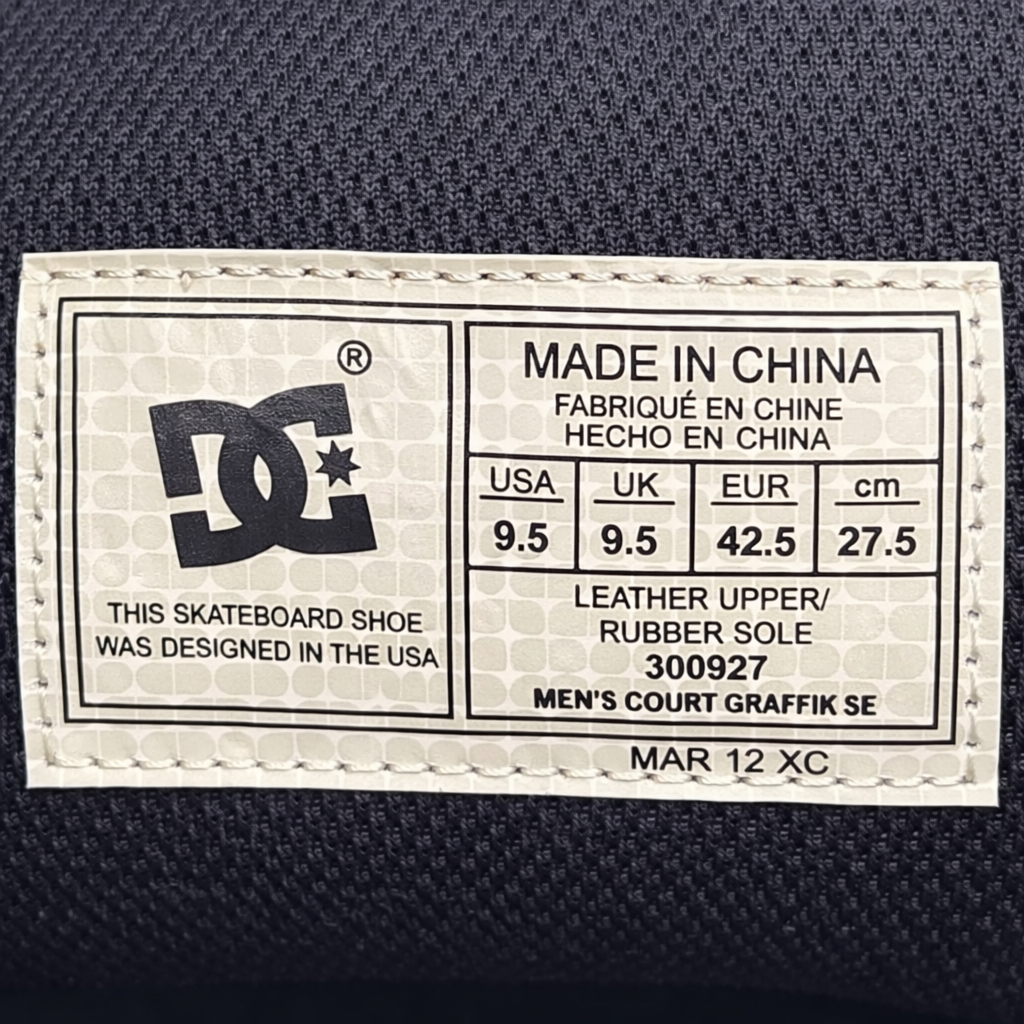 ®
DC
THIS SKATEBOARD SHOE
WAS DESIGNED IN THE USA
MADE IN CHINA
FABRIQUÉ EN CHINE
HECHO EN CHINA
USA UK EUR cm
9.5 9.5 42.5 27.5
LEATHER UPPER/
RUBBER SOLE
300927
MEN'S COURT GRAFFIK SE
MAR 12 XC